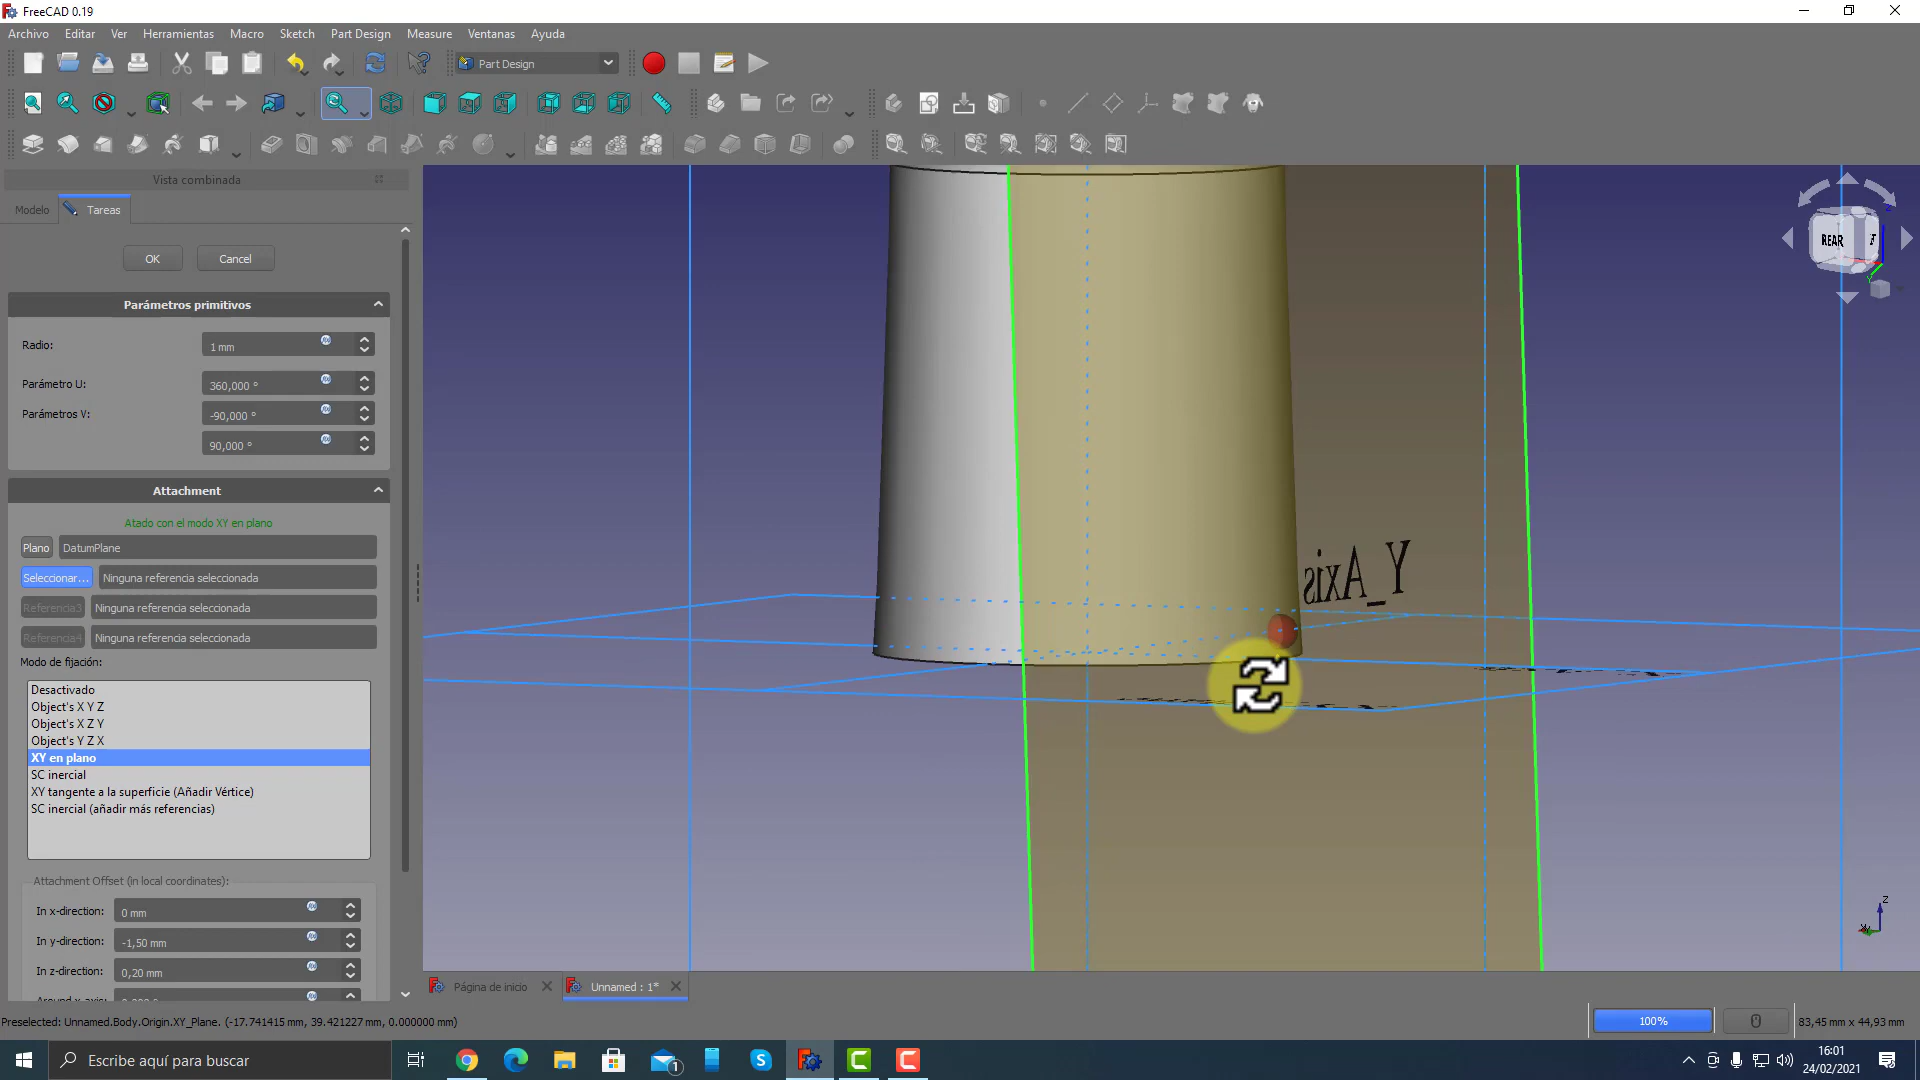 FreeCAD 0.19
Archivo Editar Ver Herramientas Macro Sketch Part Design Measure Ventanas Ayuda
Part Design
Vista combinada
Modelo Tareas
OK Cancel
Parámetros primitivos
Radio: 1 mm
Parámetro U: 360,000 °
Parámetros V: -90,000 °
90,000 °
Attachment
Atado con el modo XY en plano
Plano DatumPlane
Seleccionar... Ninguna referencia seleccionada
Referencia3 Ninguna referencia seleccionada
Referencia4 Ninguna referencia seleccionada
Modo de fijación:
Desactivado
Object's X Y Z
Object's X Z Y
Object's Y Z X
XY en plano
SC inercial
XY tangente a la superficie (Añadir Vértice)
SC inercial (añadir más referencias)
Attachment Offset (in local coordinates):
In x-direction: 0 mm
In y-direction: -1,50 mm
In z-direction: 0,20 mm
Around x-axis:
Y_Axis
REAR
Z
Página de inicio Unnamed : 1*
Preselected: Unnamed.Body.Origin.XY_Plane. (-17.741415 mm, 39.421227 mm, 0.000000 mm)
100% 83,45 mm x 44,93 mm
Escribe aquí para buscar
1
16:01
24/02/2021